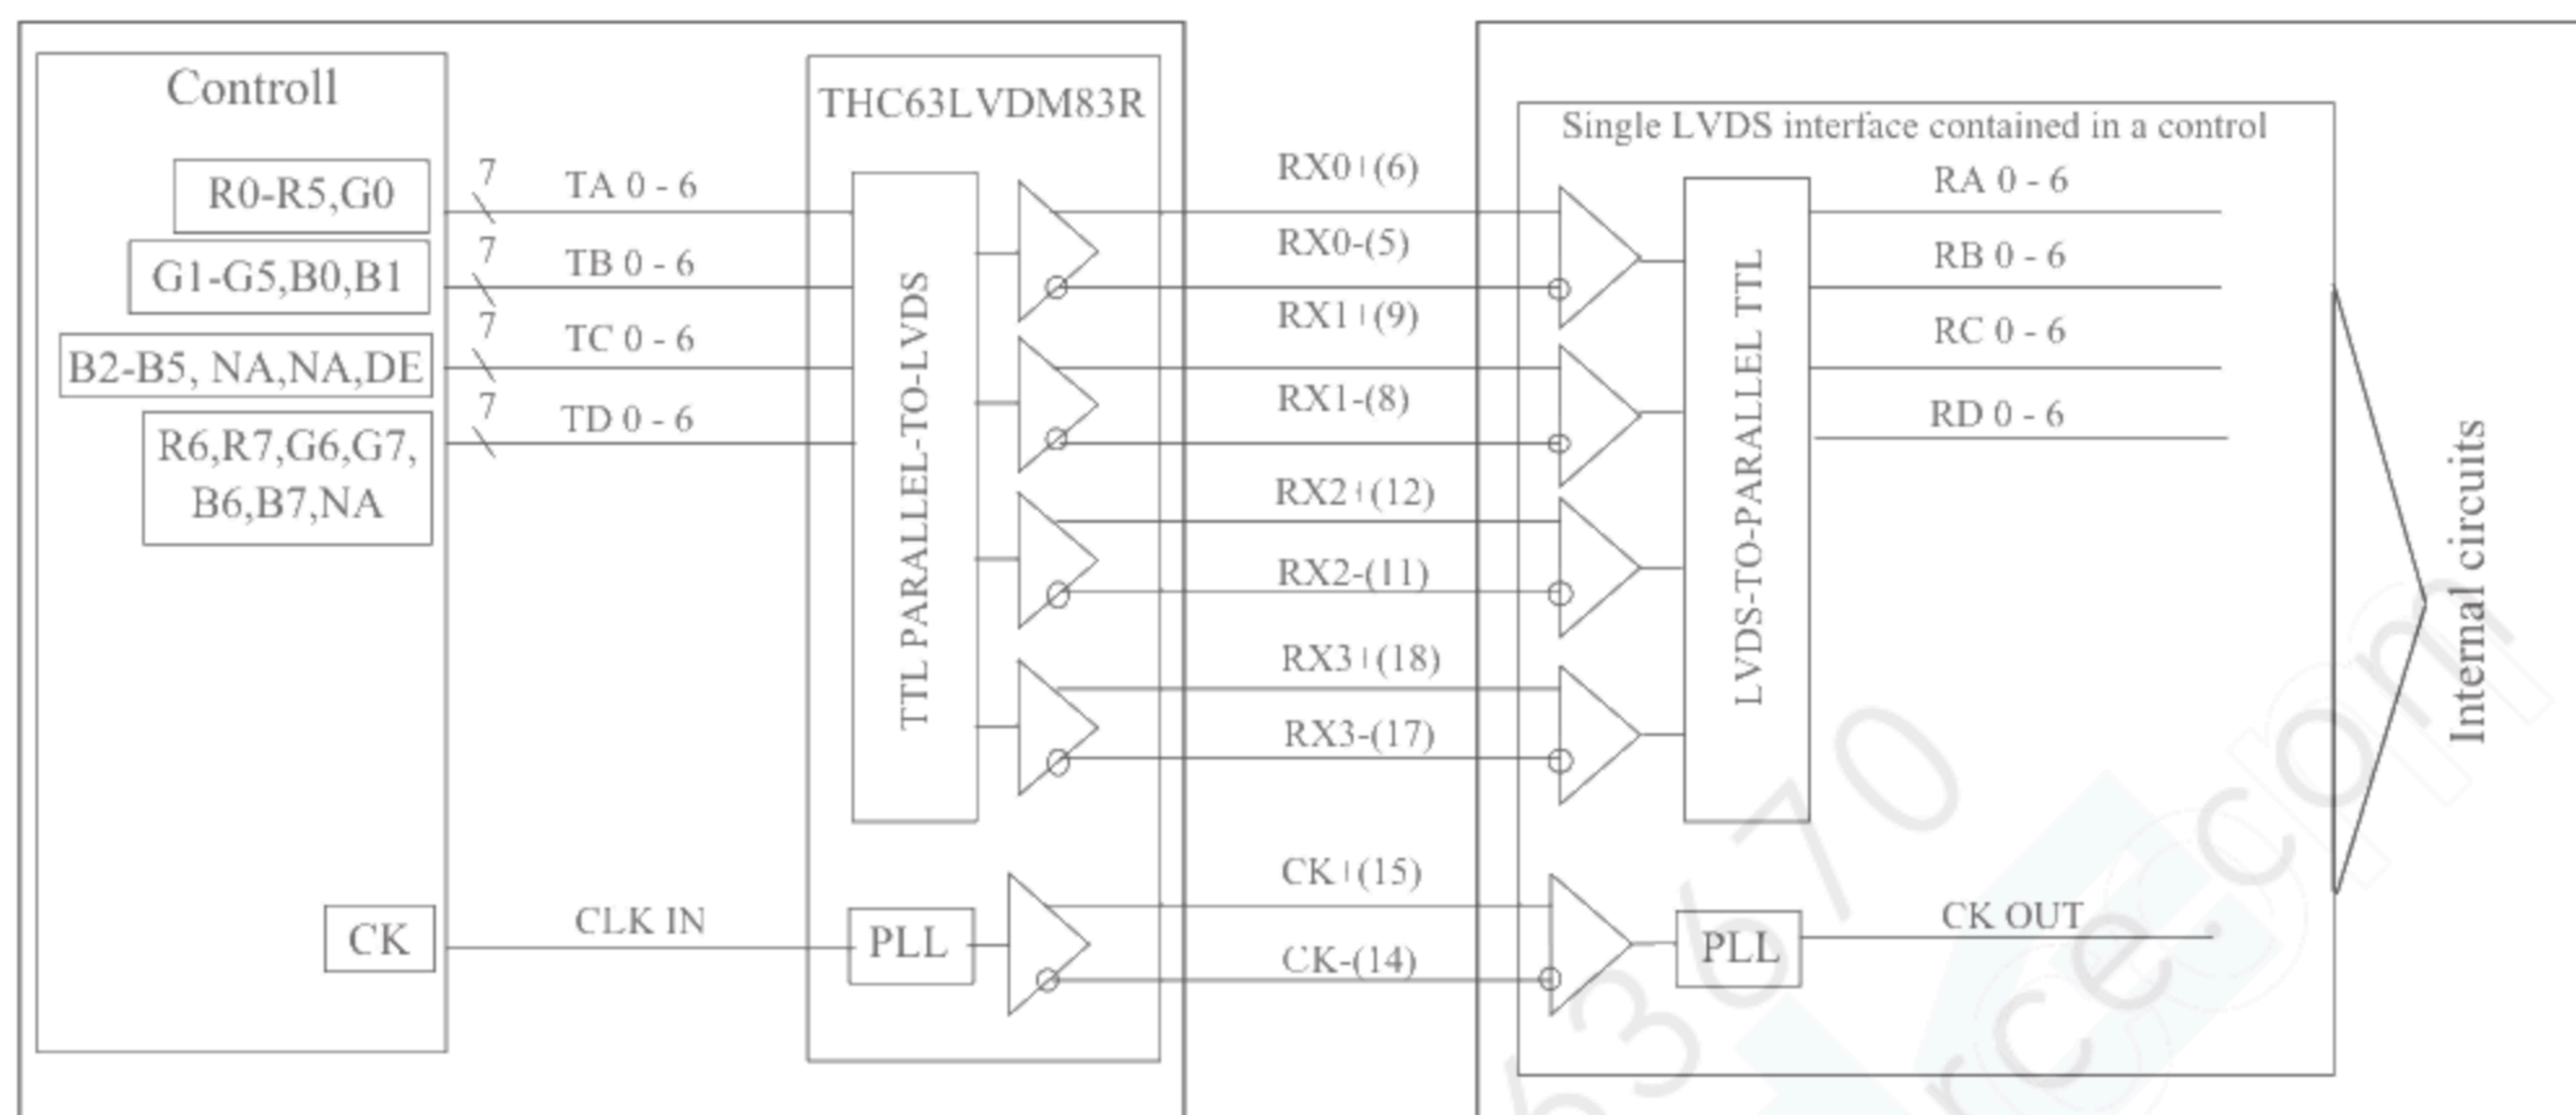 Controll
R0-R5,G0
G1-G5,B0,B1
B2-B5, NA,NA,DE
R6,R7,G6,G7,
B6,B7,NA
CK
7
TA 0 - 6
7
TB 0 - 6
7
TC 0 - 6
7
TD 0 - 6
CLK IN
THC63LVDM83R
TTL PARALLEL-TO-LVDS
PLL
RX0+(6)
RX0-(5)
RX1+(9)
RX1-(8)
RX2+(12)
RX2-(11)
RX3+(18)
RX3-(17)
CK+(15)
CK-(14)
Single LVDS interface contained in a control
LVDS-TO-PARALLEL TTL
PLL
RA 0 - 6
RB 0 - 6
RC 0 - 6
RD 0 - 6
CK OUT
Internal circuits
63670
rce.com